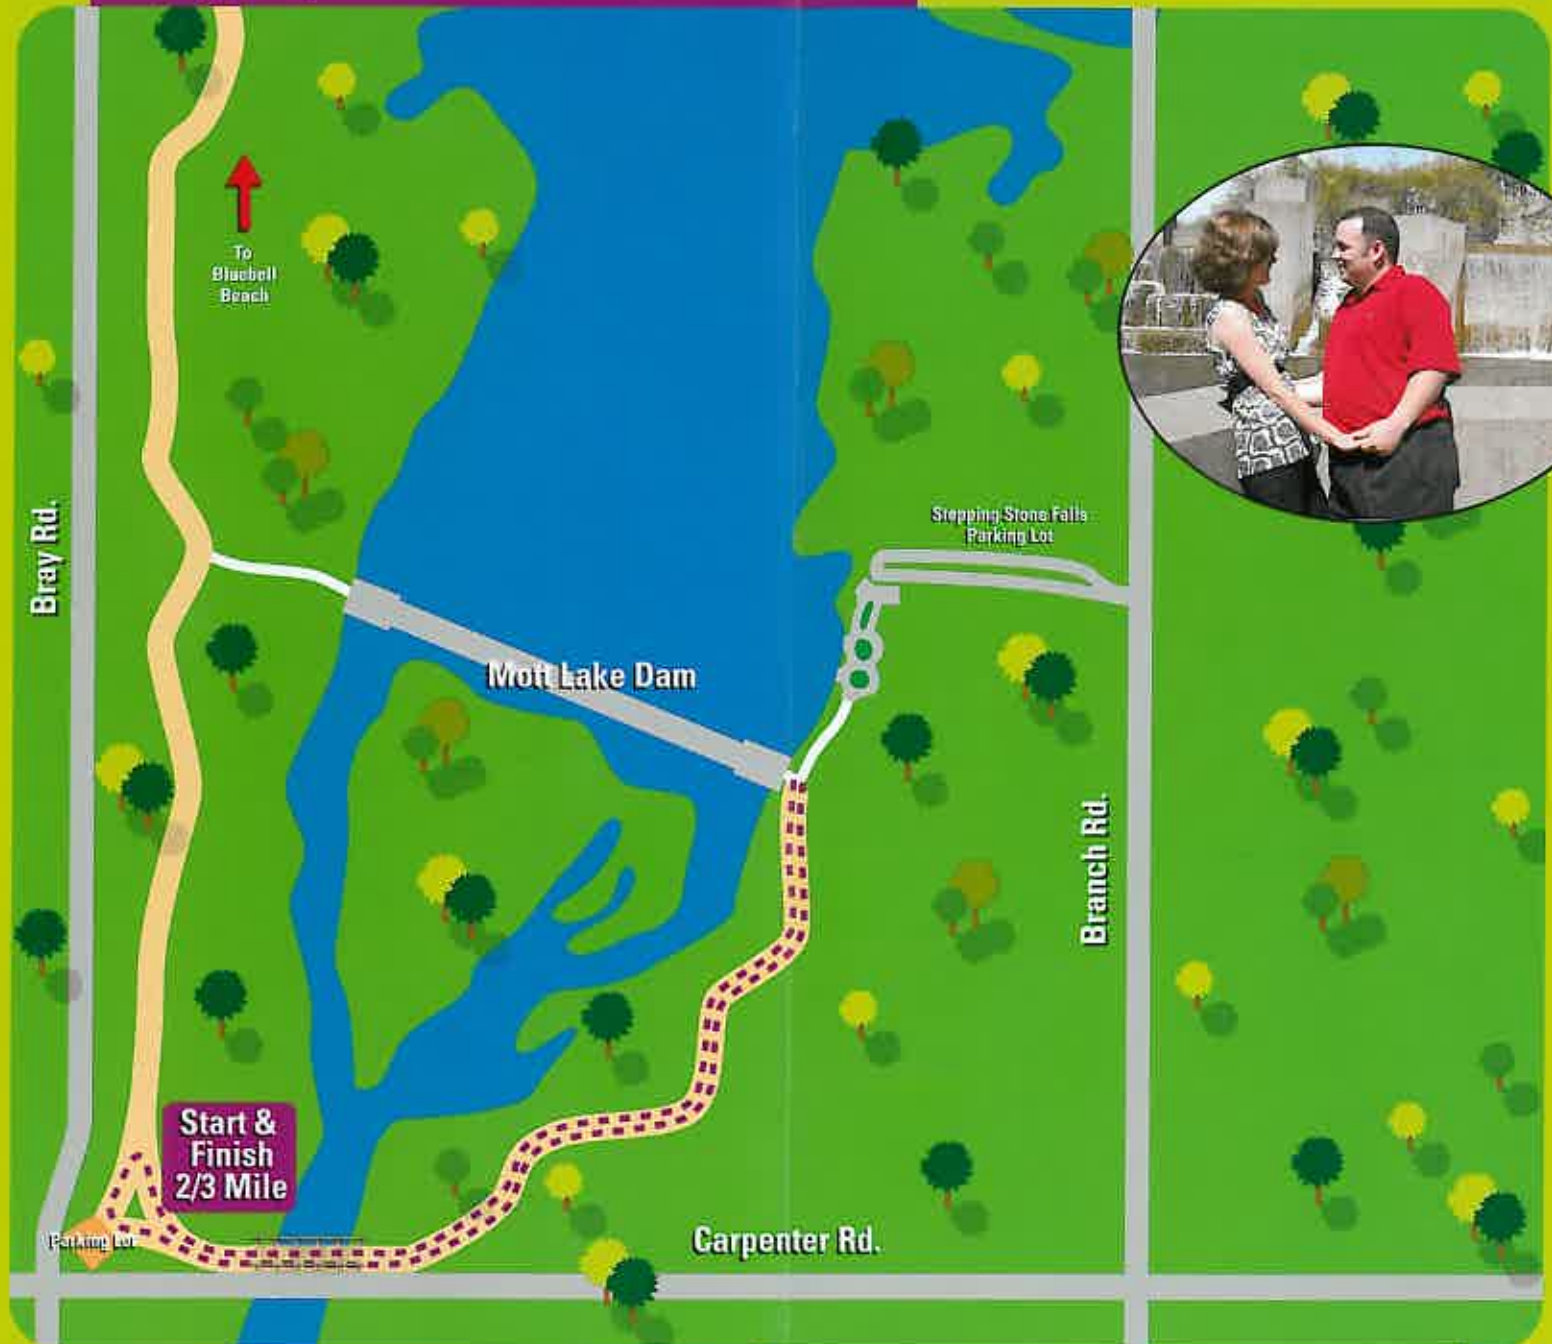 To
Bluebell
Beach
Bray Rd.
Stepping Stone Falls
Parking Lot
Mott Lake Dam
Branch Rd.
Start &
Finish
2/3 Mile
Parking Lot
Carpenter Rd.